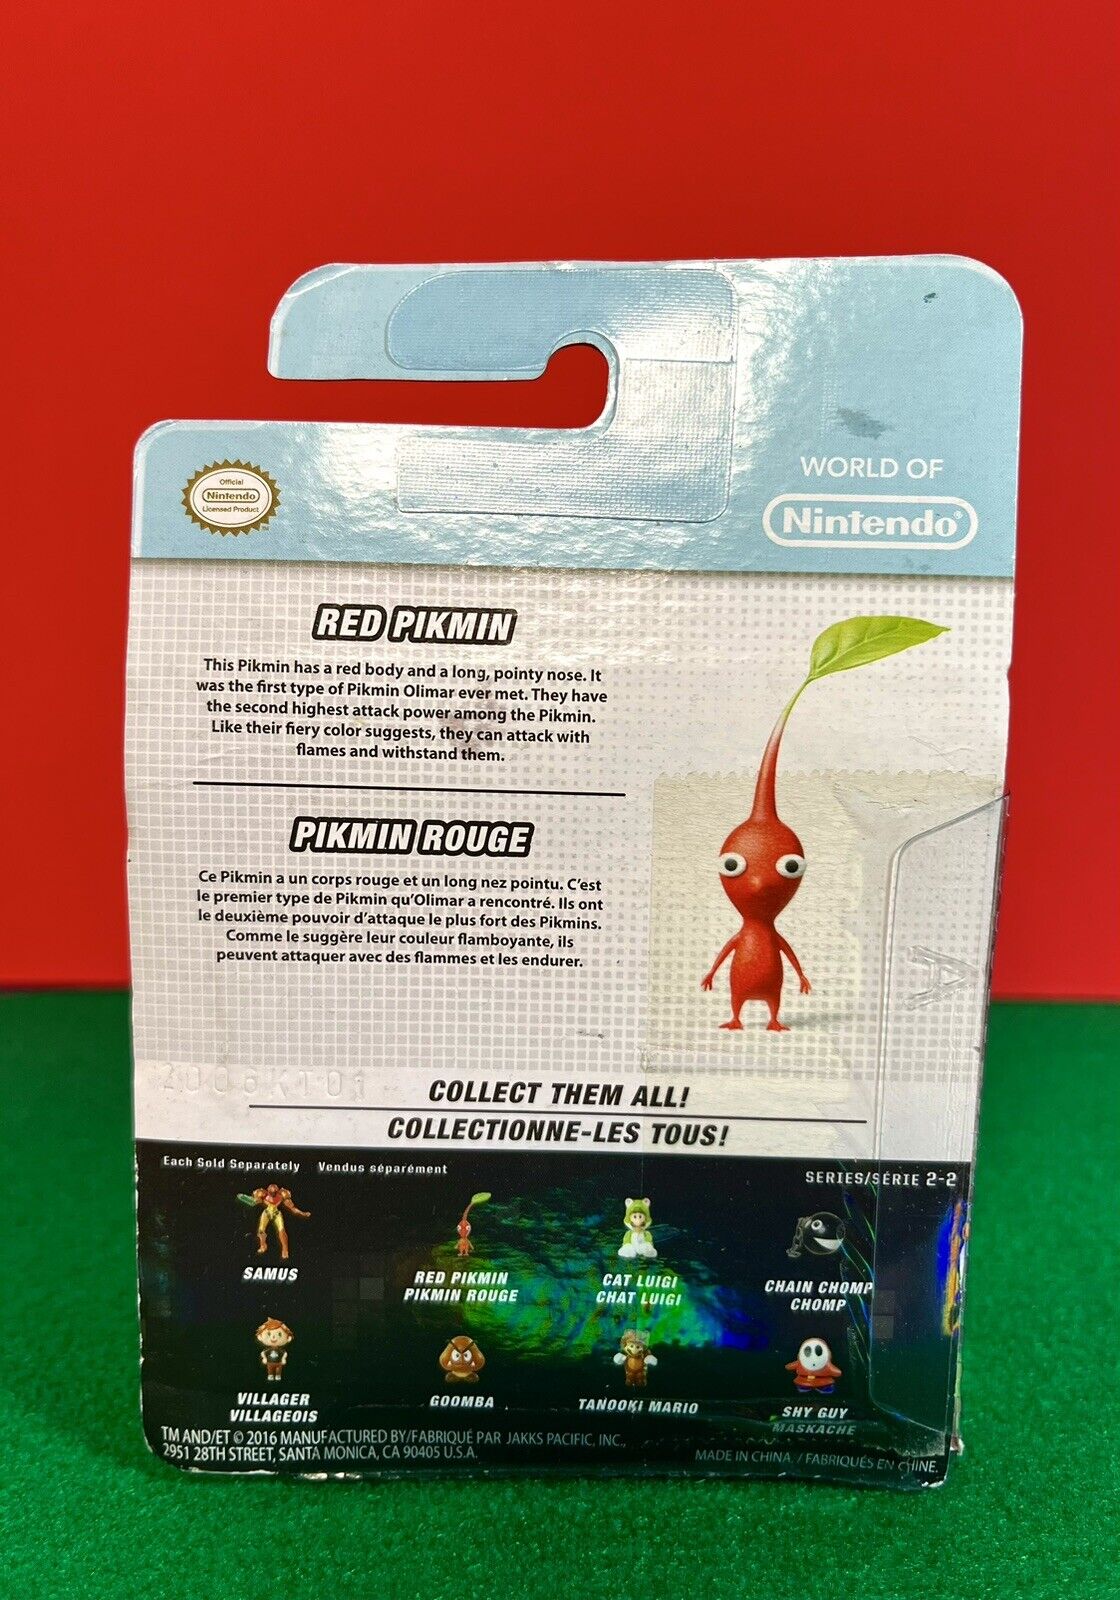 Official
Nintendo
Licensed Product
WORLD OF
Nintendo®
RED PIKMIN
This Pikmin has a red body and a long, pointy nose. It
was the first type of Pikmin Olimar ever met. They have
the second highest attack power among the Pikmin.
Like their fiery color suggests, they can attack with
flames and withstand them.
PIKMIN ROUGE
Ce Pikmin a un corps rouge et un long nez pointu. C'est
le premier type de Pikmin qu'Olimar a rencontré. Ils ont
le deuxième pouvoir d'attaque le plus fort des Pikmins.
Comme le suggère leur couleur flamboyante, ils
peuvent attaquer avec des flammes et les endurer.
A
2006KT01
COLLECT THEM ALL!
COLLECTIONNE-LES TOUS!
Each Sold Separately Vendus séparément
SERIES/SÉRIE 2-2
SAMUS
RED PIKMIN
PIKMIN ROUGE
CAT LUIGI
CHAT LUIGI
CHAIN CHOMP
CHOMP
VILLAGER
VILLAGEOIS
GOOMBA
TANOOKI MARIO
SHY GUY
MASKACHE
TM AND/ET © 2016 MANUFACTURED BY/FABRIQUÉ PAR JAKKS PACIFIC, INC.,
2951 28TH STREET, SANTA MONICA, CA 90405 U.S.A.
MADE IN CHINA. / FABRIQUÉS EN CHINE.